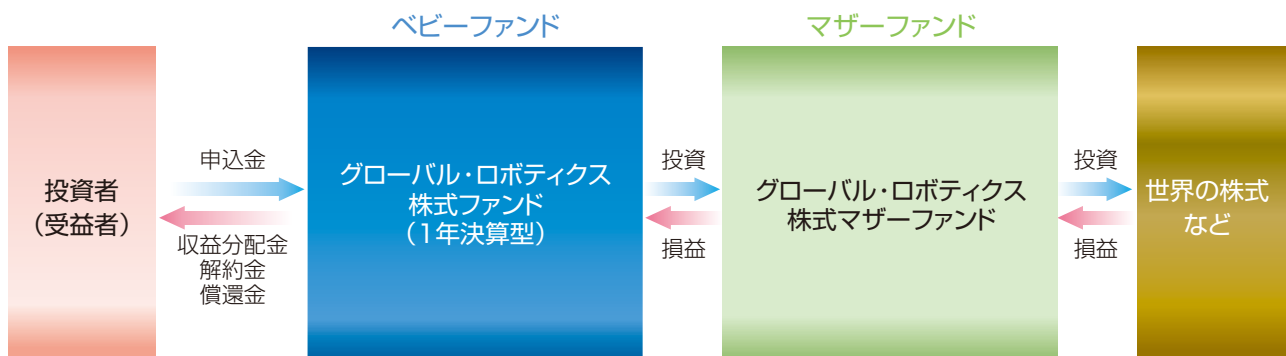 ベビーファンド
マザーファンド
投資者
（受益者）
申込金
収益分配金
解約金
償還金
グローバル・ロボティクス
株式ファンド
（1年決算型）
投資
損益
グローバル・ロボティクス
株式マザーファンド
投資
損益
世界の株式
など